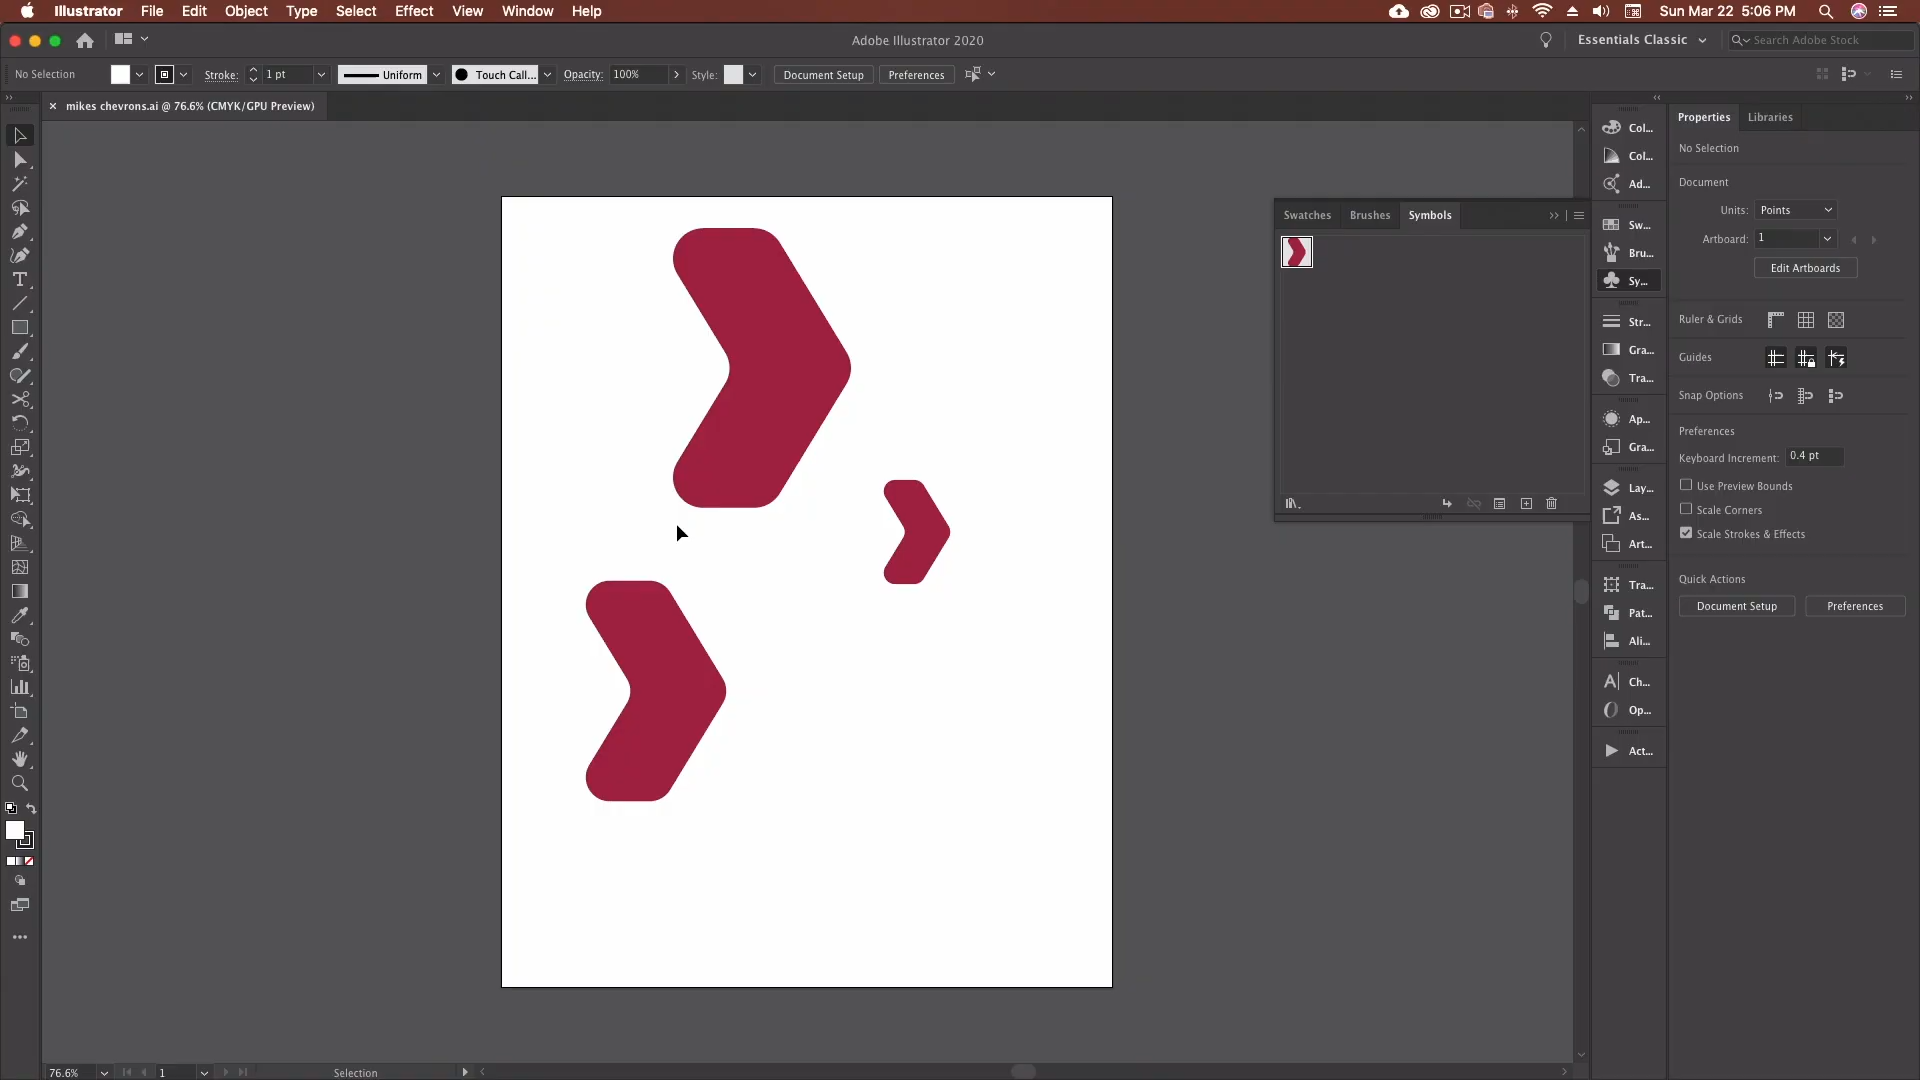 Illustrator File Edit Object Type Select Effect View Window Help
Sun Mar 22 5:06 PM
Adobe Illustrator 2020
Essentials Classic
Search Adobe Stock
No Selection
Stroke: 1 pt
Uniform
Touch Call...
Opacity: 100%
Style:
Document Setup
Preferences
mikes chevrons.ai @ 76.6% (CMYK/GPU Preview)
Swatches Brushes Symbols
Col...
Col...
Ad...
Sw...
Bru...
Sy...
Str...
Gra...
Tra...
Ap...
Gra...
Lay...
As...
Art...
Tra...
Pat...
Ali...
Ch...
Op...
Act...
Properties Libraries
No Selection
Document
Units: Points
Artboard: 1
Edit Artboards
Ruler & Grids
Guides
Snap Options
Preferences
Keyboard Increment: 0.4 pt
Use Preview Bounds
Scale Corners
Scale Strokes & Effects
Quick Actions
Document Setup Preferences
76.6% 1 Selection